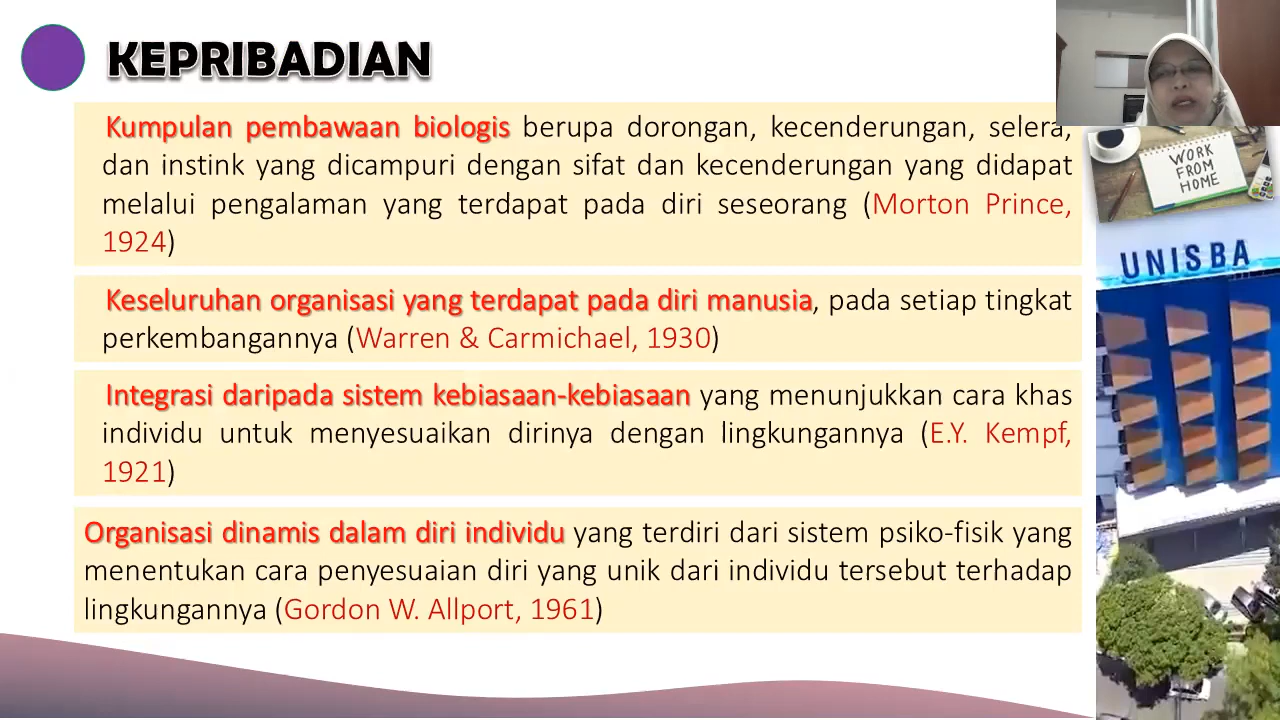 KEPRIBADIAN
Kumpulan pembawaan biologis berupa dorongan, kecenderungan, selera,
dan instink yang dicampuri dengan sifat dan kecenderungan yang didapat
melalui pengalaman yang terdapat pada diri seseorang (Morton Prince,
1924)
Keseluruhan organisasi yang terdapat pada diri manusia, pada setiap tingkat
perkembangannya (Warren & Carmichael, 1930)
Integrasi daripada sistem kebiasaan-kebiasaan yang menunjukkan cara khas
individu untuk menyesuaikan dirinya dengan lingkungannya (E.Y. Kempf,
1921)
Organisasi dinamis dalam diri individu yang terdiri dari sistem psiko-fisik yang
menentukan cara penyesuaian diri yang unik dari individu tersebut terhadap
lingkungannya (Gordon W. Allport, 1961)
WORK
FROM
HOME
UNISBA